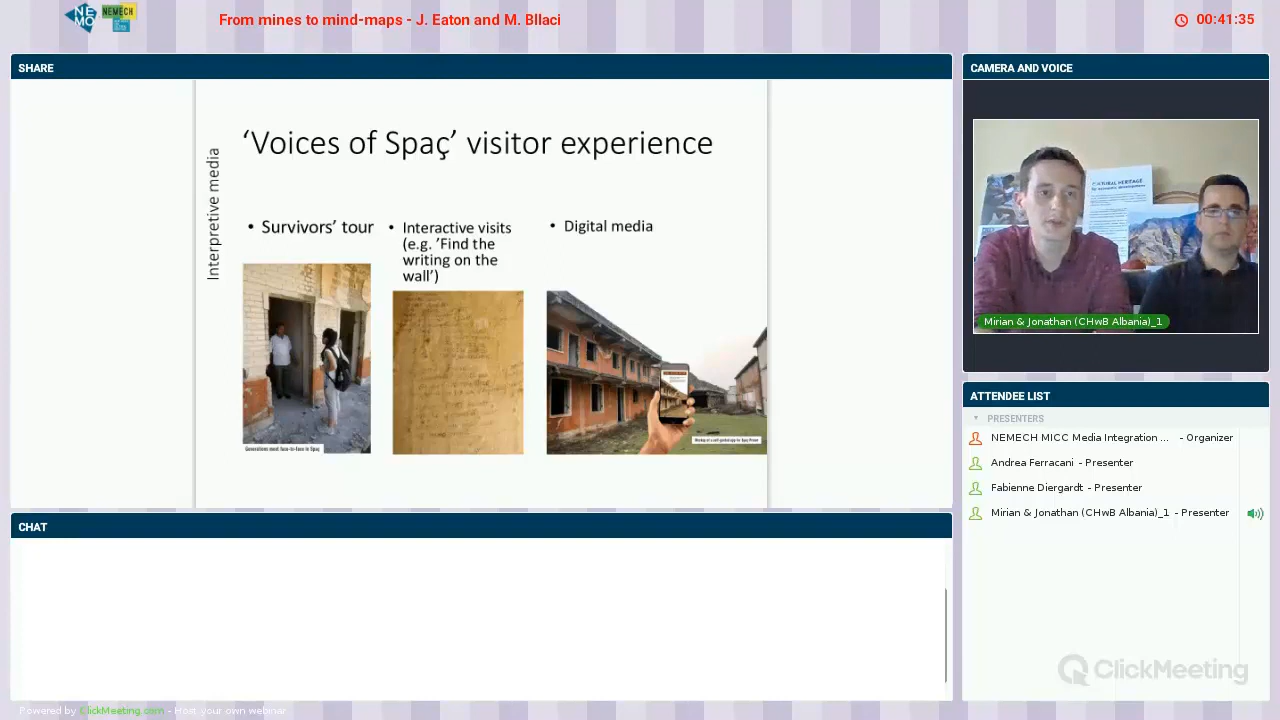 NE
MO
NEMECH
From mines to mind-maps - J. Eaton and M. Bllaci
00:41:35
SHARE
Interpretive media
‘Voices of Spaç’ visitor experience
• Survivors’ tour
• Interactive visits
(e.g. ’Find the
writing on the
wall’)
• Digital media
Generations meet face-to-face in Spaç
CAMERA AND VOICE
CULTURAL HERITAGE
Mirian & Jonathan (CHwB Albania)_1
ATTENDEE LIST
PRESENTERS
NEMECH MICC Media Integration ... - Organizer
Andrea Ferracani - Presenter
Fabienne Diergardt - Presenter
Mirian & Jonathan (CHwB Albania)_1 - Presenter
CHAT
ClickMeeting
Powered by ClickMeeting.com - Host your own webinar